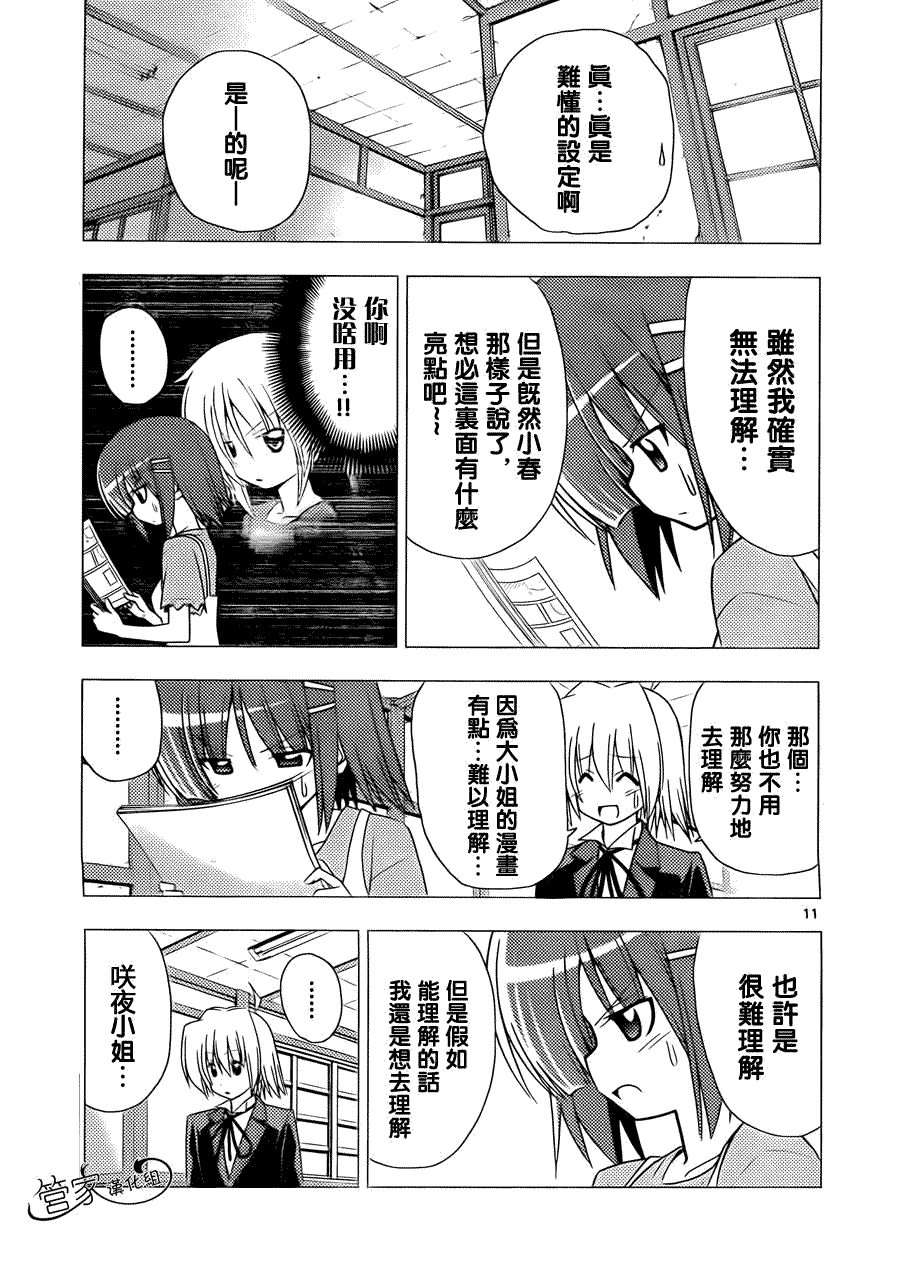 真…真是
難懂的設定啊
是—的呢—
雖然我確實
無法理解…
但是既然小春
那樣子說了，
想必這裏面有什麼
亮點吧~
你啊
没啥用…!!
………
那個…
你也不用
那麼努力地
去理解
因爲大小姐的漫畫
有點…難以理解…
………
11
也許是
很難理解
但是假如
能理解的話
我還是想去理解
……
咲夜小姐…
管家漢化組